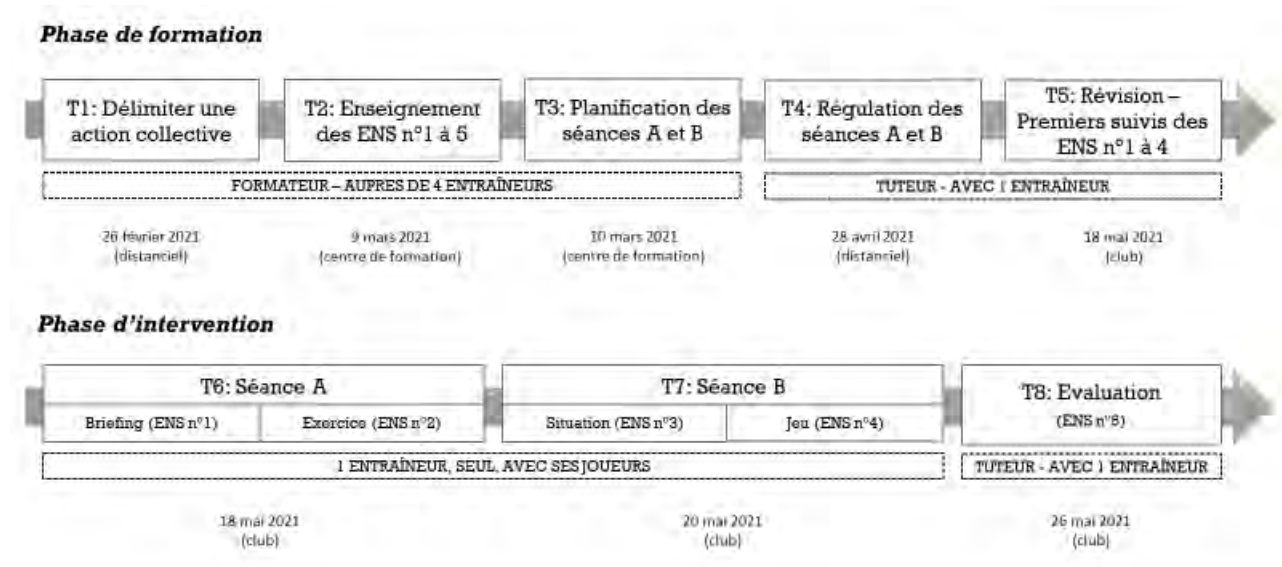 Phase de formation
T1: Délimiter une
action collective
T2: Enseignement
des ENS n°1 à 5
T3: Planification des
séances A et B
T4: Régulation des
séances A et B
T5: Révision –
Premiers suivis des
ENS n°1 à 4
FORMATEUR – AUPRES DE 4 ENTRAÎNEURS
TUTEUR - AVEC 1 ENTRAÎNEUR
26 février 2021
(distanciel)
9 mars 2021
(centre de formation)
10 mars 2021
(centre de formation)
28 avril 2021
(distanciel)
18 mai 2021
(club)
Phase d'intervention
T6: Séance A
Briefing (ENS n°1)
Exercice (ENS n°2)
T7: Séance B
Situation (ENS n°3)
Jeu (ENS n°4)
T8: Evaluation
(ENS n°5)
1 ENTRAÎNEUR, SEUL, AVEC SES JOUEURS
TUTEUR - AVEC 1 ENTRAÎNEUR
18 mai 2021
(club)
20 mai 2021
(club)
26 mai 2021
(club)